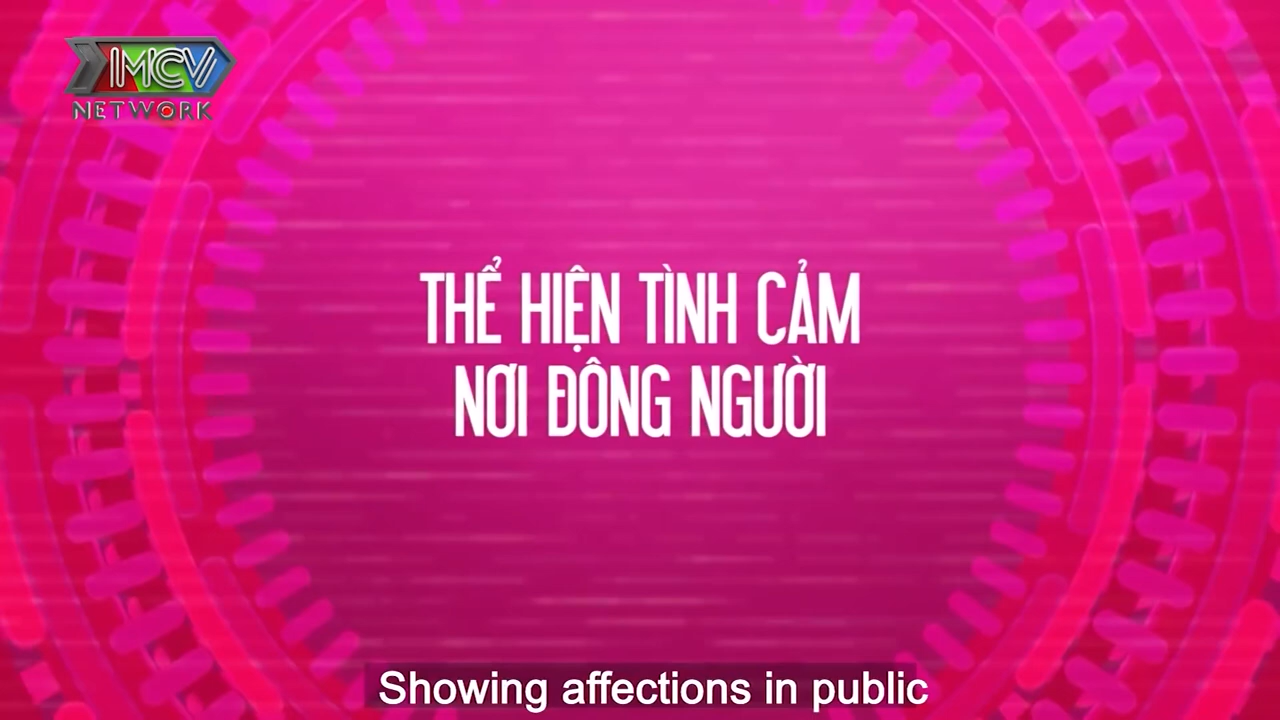 MCV
NETWORK
THỂ HIỆN TÌNH CẢM
NƠI ĐÔNG NGƯỜI
Showing affections in public